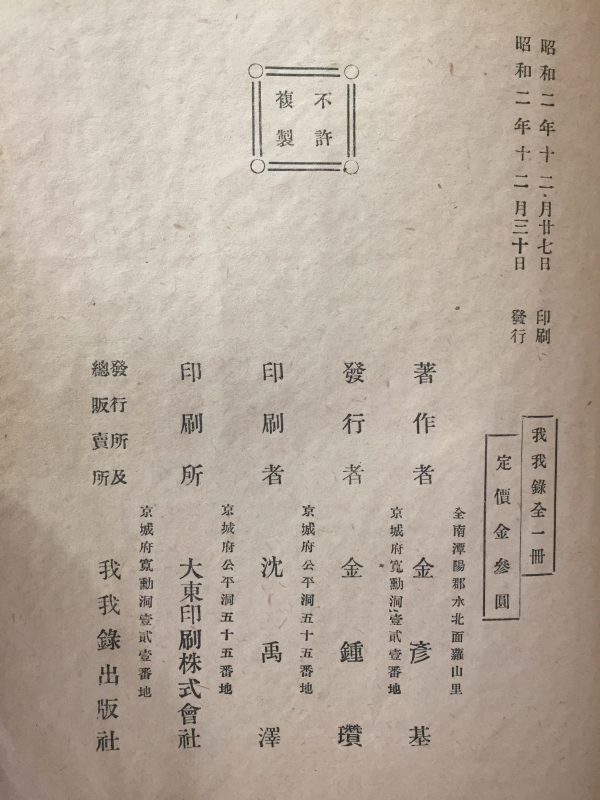 昭和二年十二月廿七日 印刷
昭和二年十二月三十日 發行
不許
複製
我我錄全一冊
定價金參圓
全南潭陽郡水北面羅山里
著作者 金彥基
京城府寬勳洞壹貳壹番地
發行者 金鍾瓚
京城府公平洞五十五番地
印刷者 沈禹澤
京城府公平洞五十五番地
印刷所 大東印刷株式會社
京城府寬勳洞壹貳壹番地
發行所及
總販賣所
我我錄出版社